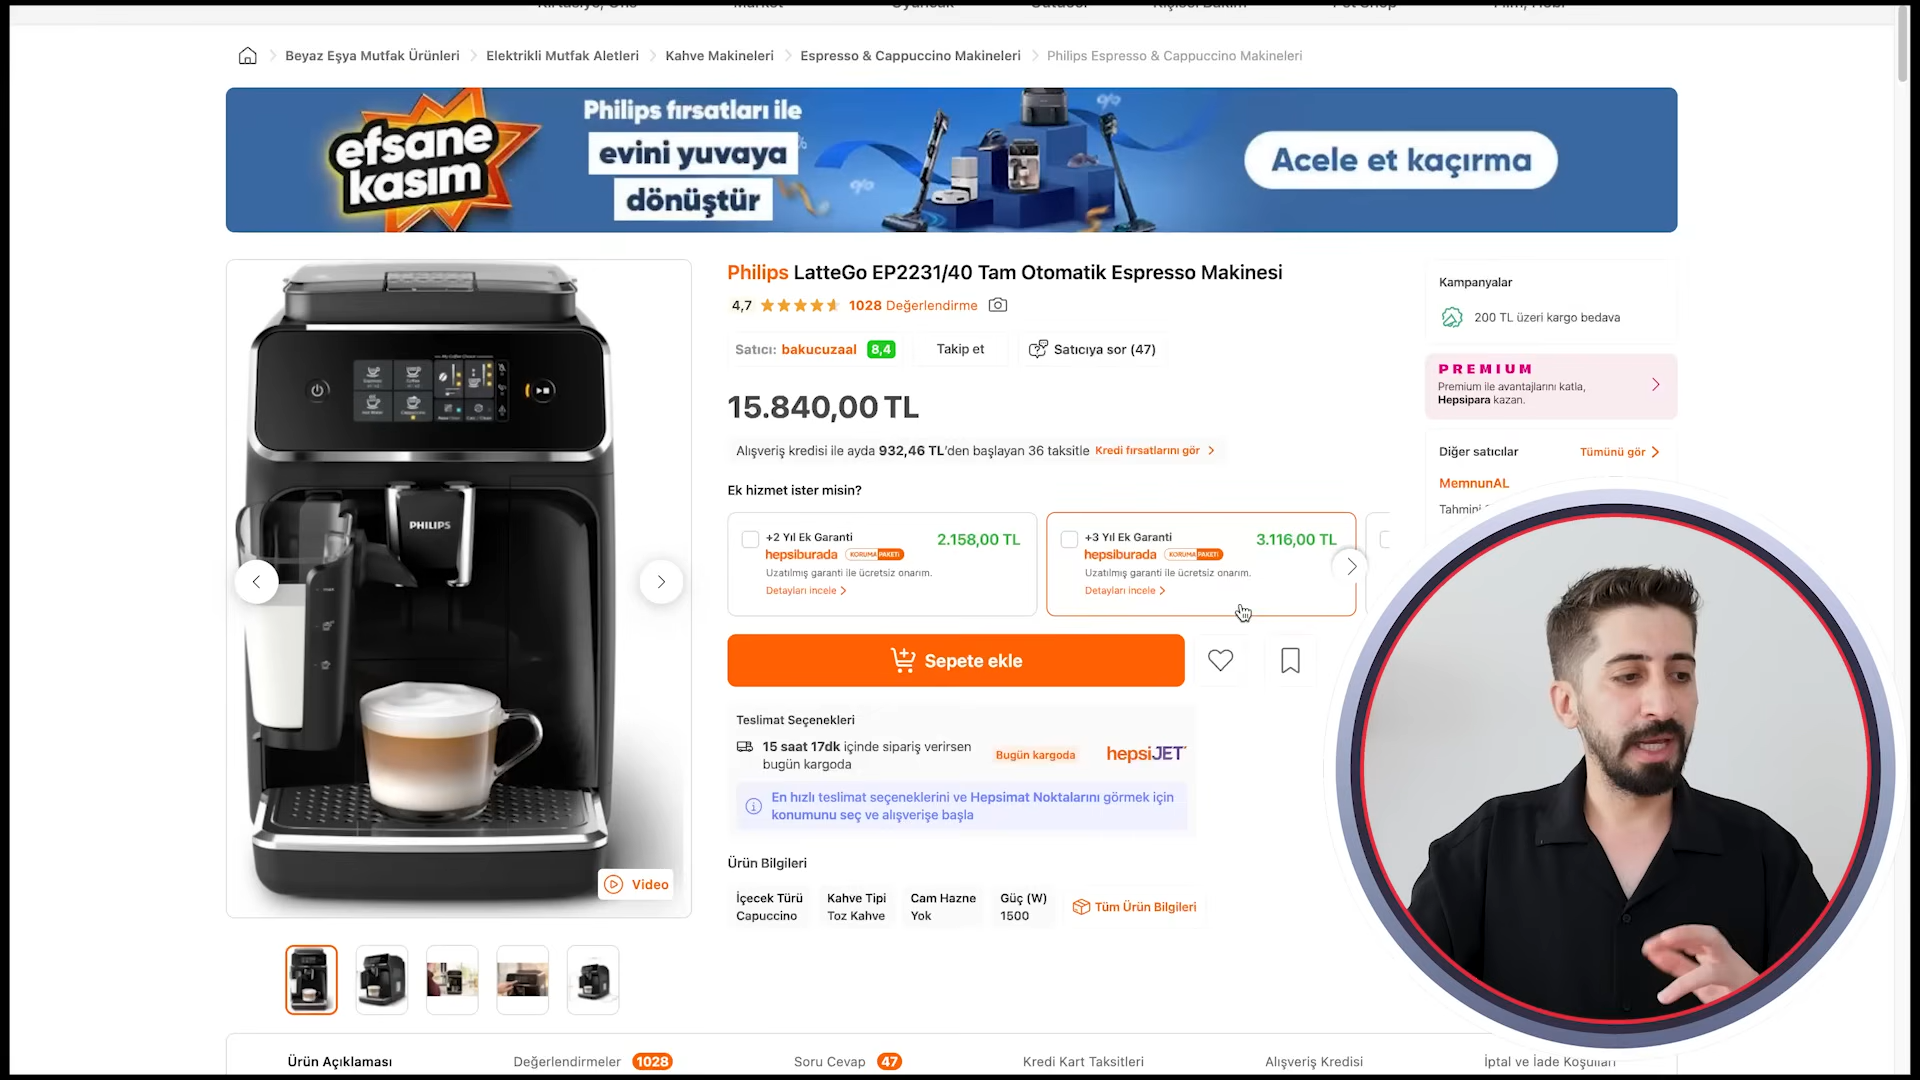 Beyaz Eşya Mutfak Ürünleri
Elektrikli Mutfak Aletleri
Kahve Makineleri
Espresso & Cappuccino Makineleri
Philips Espresso & Cappuccino Makineleri
efsane
kasım
Philips fırsatları ile
evini yuvaya
dönüştür
Acele et kaçırma
Philips LatteGo EP2231/40 Tam Otomatik Espresso Makinesi
4,7
1028 Değerlendirme
Satıcı: bakucuzaal 8,4
Takip et
Satıcıya sor (47)
15.840,00 TL
Alışveriş kredisi ile ayda 932,46 TL'den başlayan 36 taksitle Kredi fırsatlarını gör
Ek hizmet ister misin?
+2 Yıl Ek Garanti
2.158,00 TL
hepsiburada KORUMA PAKETİ
Uzatılmış garanti ile ücretsiz onarım.
Detayları incele
+3 Yıl Ek Garanti
3.116,00 TL
hepsiburada KORUMA PAKETİ
Uzatılmış garanti ile ücretsiz onarım.
Detayları incele
Sepete ekle
Teslimat Seçenekleri
15 saat 17dk içinde sipariş verirsen
bugün kargoda
Bugün kargoda
hepsiJET
En hızlı teslimat seçeneklerini ve Hepsimat Noktalarını görmek için
konumunu seç ve alışverişe başla
Ürün Bilgileri
İçecek Türü
Capuccino
Kahve Tipi
Toz Kahve
Cam Hazne
Yok
Güç (W)
1500
Tüm Ürün Bilgileri
Kampanyalar
200 TL üzeri kargo bedava
PREMIUM
Premium ile avantajlarını katla,
Hepsipara kazan.
Diğer satıcılar
Tümünü gör
MemnunAL
Tahmini
PHILIPS
Video
Ürün Açıklaması
Değerlendirmeler 1028
Soru Cevap 47
Kredi Kart Taksitleri
Alışveriş Kredisi
İptal ve İade Koşulları